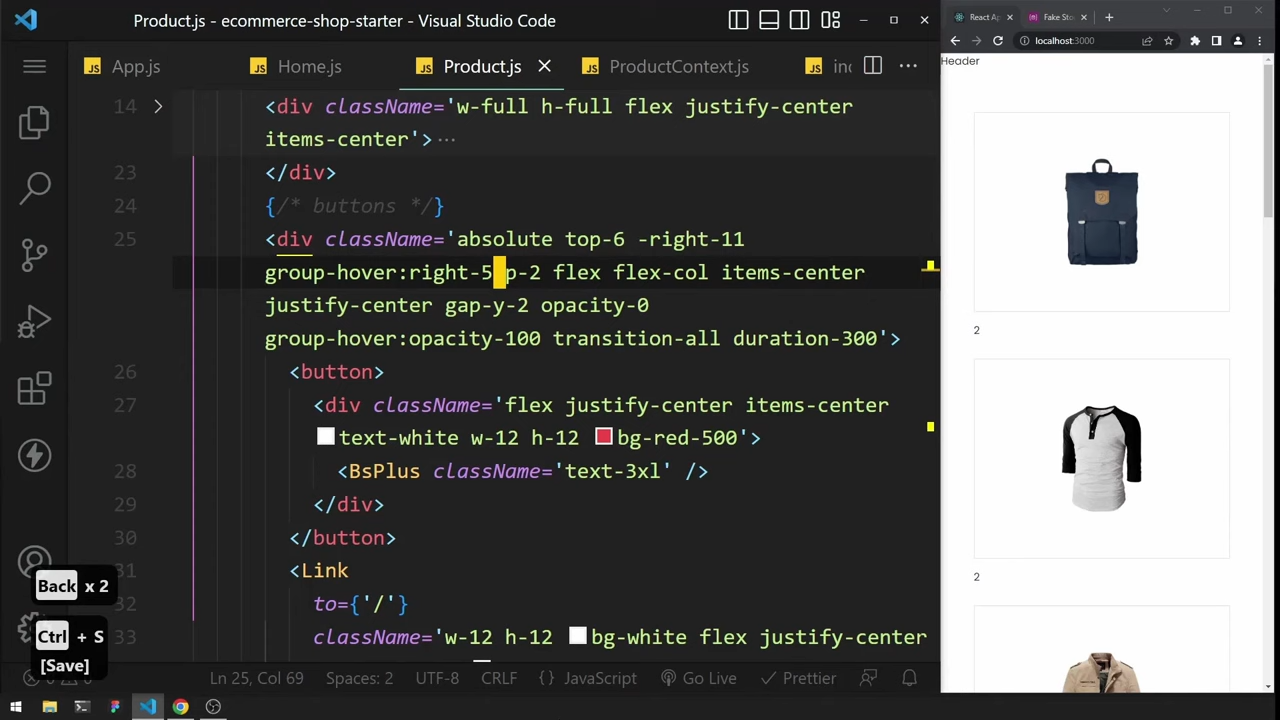 Product.js - ecommerce-shop-starter - Visual Studio Code
App.js
Home.js
Product.js
ProductContext.js
14 <div className='w-full h-full flex justify-center
items-center'> ···
23 </div>
24 {/* buttons */}
25 <div className='absolute top-6 -right-11
group-hover:right-5 p-2 flex flex-col items-center
justify-center gap-y-2 opacity-0
group-hover:opacity-100 transition-all duration-300'>
26 <button>
27 <div className='flex justify-center items-center
text-white w-12 h-12 bg-red-500'>
28 <BsPlus className='text-3xl' />
29 </div>
30 </button>
31 <Link
32 to={'/'}
33 className='w-12 h-12 bg-white flex justify-center
Back x 2
Ctrl + S
[Save]
Ln 25, Col 69
Spaces: 2
UTF-8
CRLF
{} JavaScript
Go Live
Prettier
React Ap
Fake Sto
localhost:3000
Header
2
2